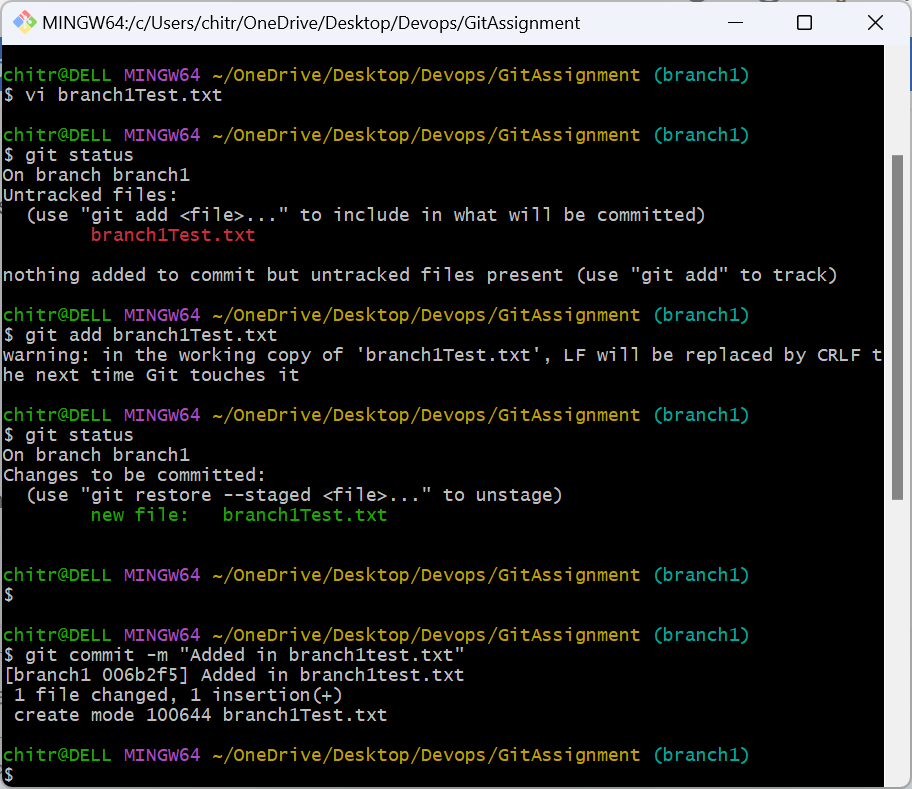 MINGW64:/c/Users/chitr/OneDrive/Desktop/Devops/GitAssignment
chitr@DELL MINGW64 ~/OneDrive/Desktop/Devops/GitAssignment (branch1)
$ vi branch1Test.txt
chitr@DELL MINGW64 ~/OneDrive/Desktop/Devops/GitAssignment (branch1)
$ git status
On branch branch1
Untracked files:
  (use "git add <file>..." to include in what will be committed)
        branch1Test.txt
nothing added to commit but untracked files present (use "git add" to track)
chitr@DELL MINGW64 ~/OneDrive/Desktop/Devops/GitAssignment (branch1)
$ git add branch1Test.txt
warning: in the working copy of 'branch1Test.txt', LF will be replaced by CRLF t
he next time Git touches it
chitr@DELL MINGW64 ~/OneDrive/Desktop/Devops/GitAssignment (branch1)
$ git status
On branch branch1
Changes to be committed:
  (use "git restore --staged <file>..." to unstage)
        new file:   branch1Test.txt
chitr@DELL MINGW64 ~/OneDrive/Desktop/Devops/GitAssignment (branch1)
$
chitr@DELL MINGW64 ~/OneDrive/Desktop/Devops/GitAssignment (branch1)
$ git commit -m "Added in branch1test.txt"
[branch1 006b2f5] Added in branch1test.txt
 1 file changed, 1 insertion(+)
 create mode 100644 branch1Test.txt
chitr@DELL MINGW64 ~/OneDrive/Desktop/Devops/GitAssignment (branch1)
$